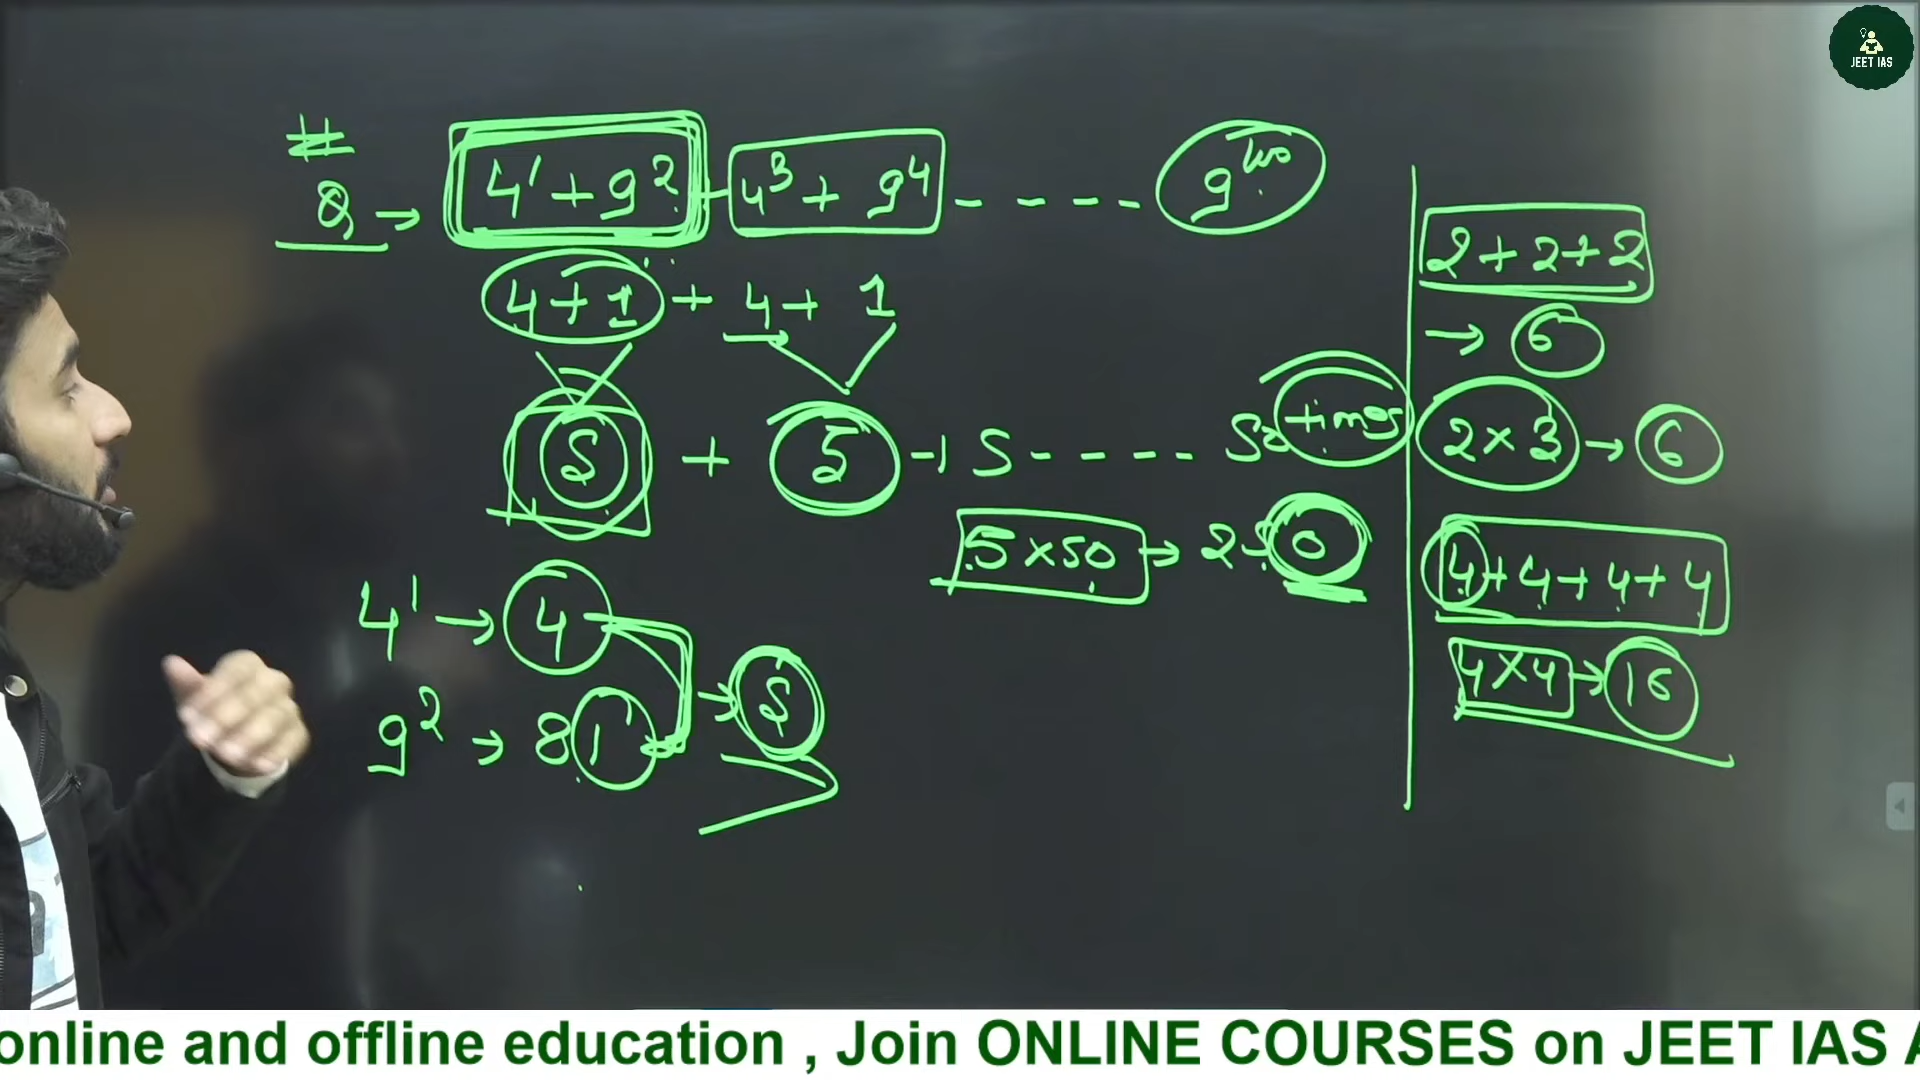 JEET IAS
#
Q → 4¹ + 9² + 4³ + 9⁴ - - - - 9¹⁰⁰
4 + 1 + 4 + 1
5 + 5 + 5 - - - - 50 times
5 × 50 → 250
4¹ → 4
9² → 81 → 5
2 + 2 + 2
→ 6
2 × 3 → 6
4 + 4 + 4 + 4
4 × 4 → 16
online and offline education , Join ONLINE COURSES on JEET IAS A